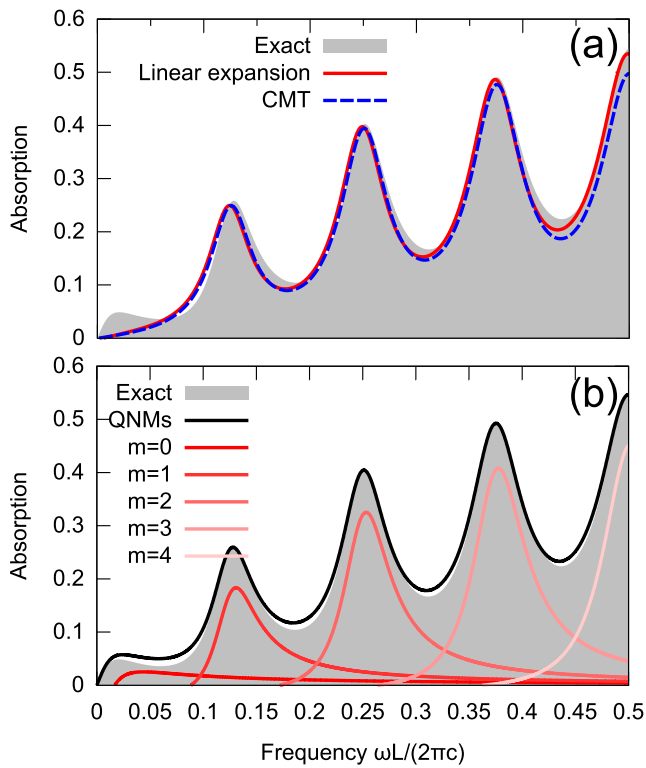 0.6
(a)
Exact
0.5
Linear expansion
CMT
0.4
Absorption
0.3
0.2
0.1
0
0.6
(b)
Exact
0.5
QNMs
m=0
0.4
m=1
m=2
Absorption
0.3
m=3
m=4
0.2
0.1
0
0 0.05 0.1 0.15 0.2 0.25 0.3 0.35 0.4 0.45 0.5
Frequency ωL/(2πc)